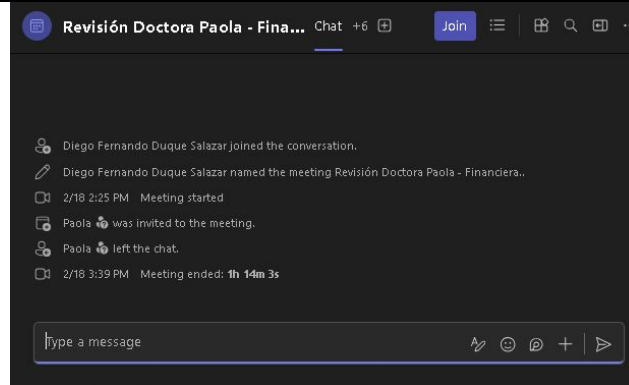 Revisión Doctora Paola - Fina... Chat +6 Join
Diego Fernando Duque Salazar joined the conversation.
Diego Fernando Duque Salazar named the meeting Revisión Doctora Paola - Financiera..
2/18 2:25 PM Meeting started
Paola was invited to the meeting.
Paola left the chat.
2/18 3:39 PM Meeting ended: 1h 14m 3s
Type a message